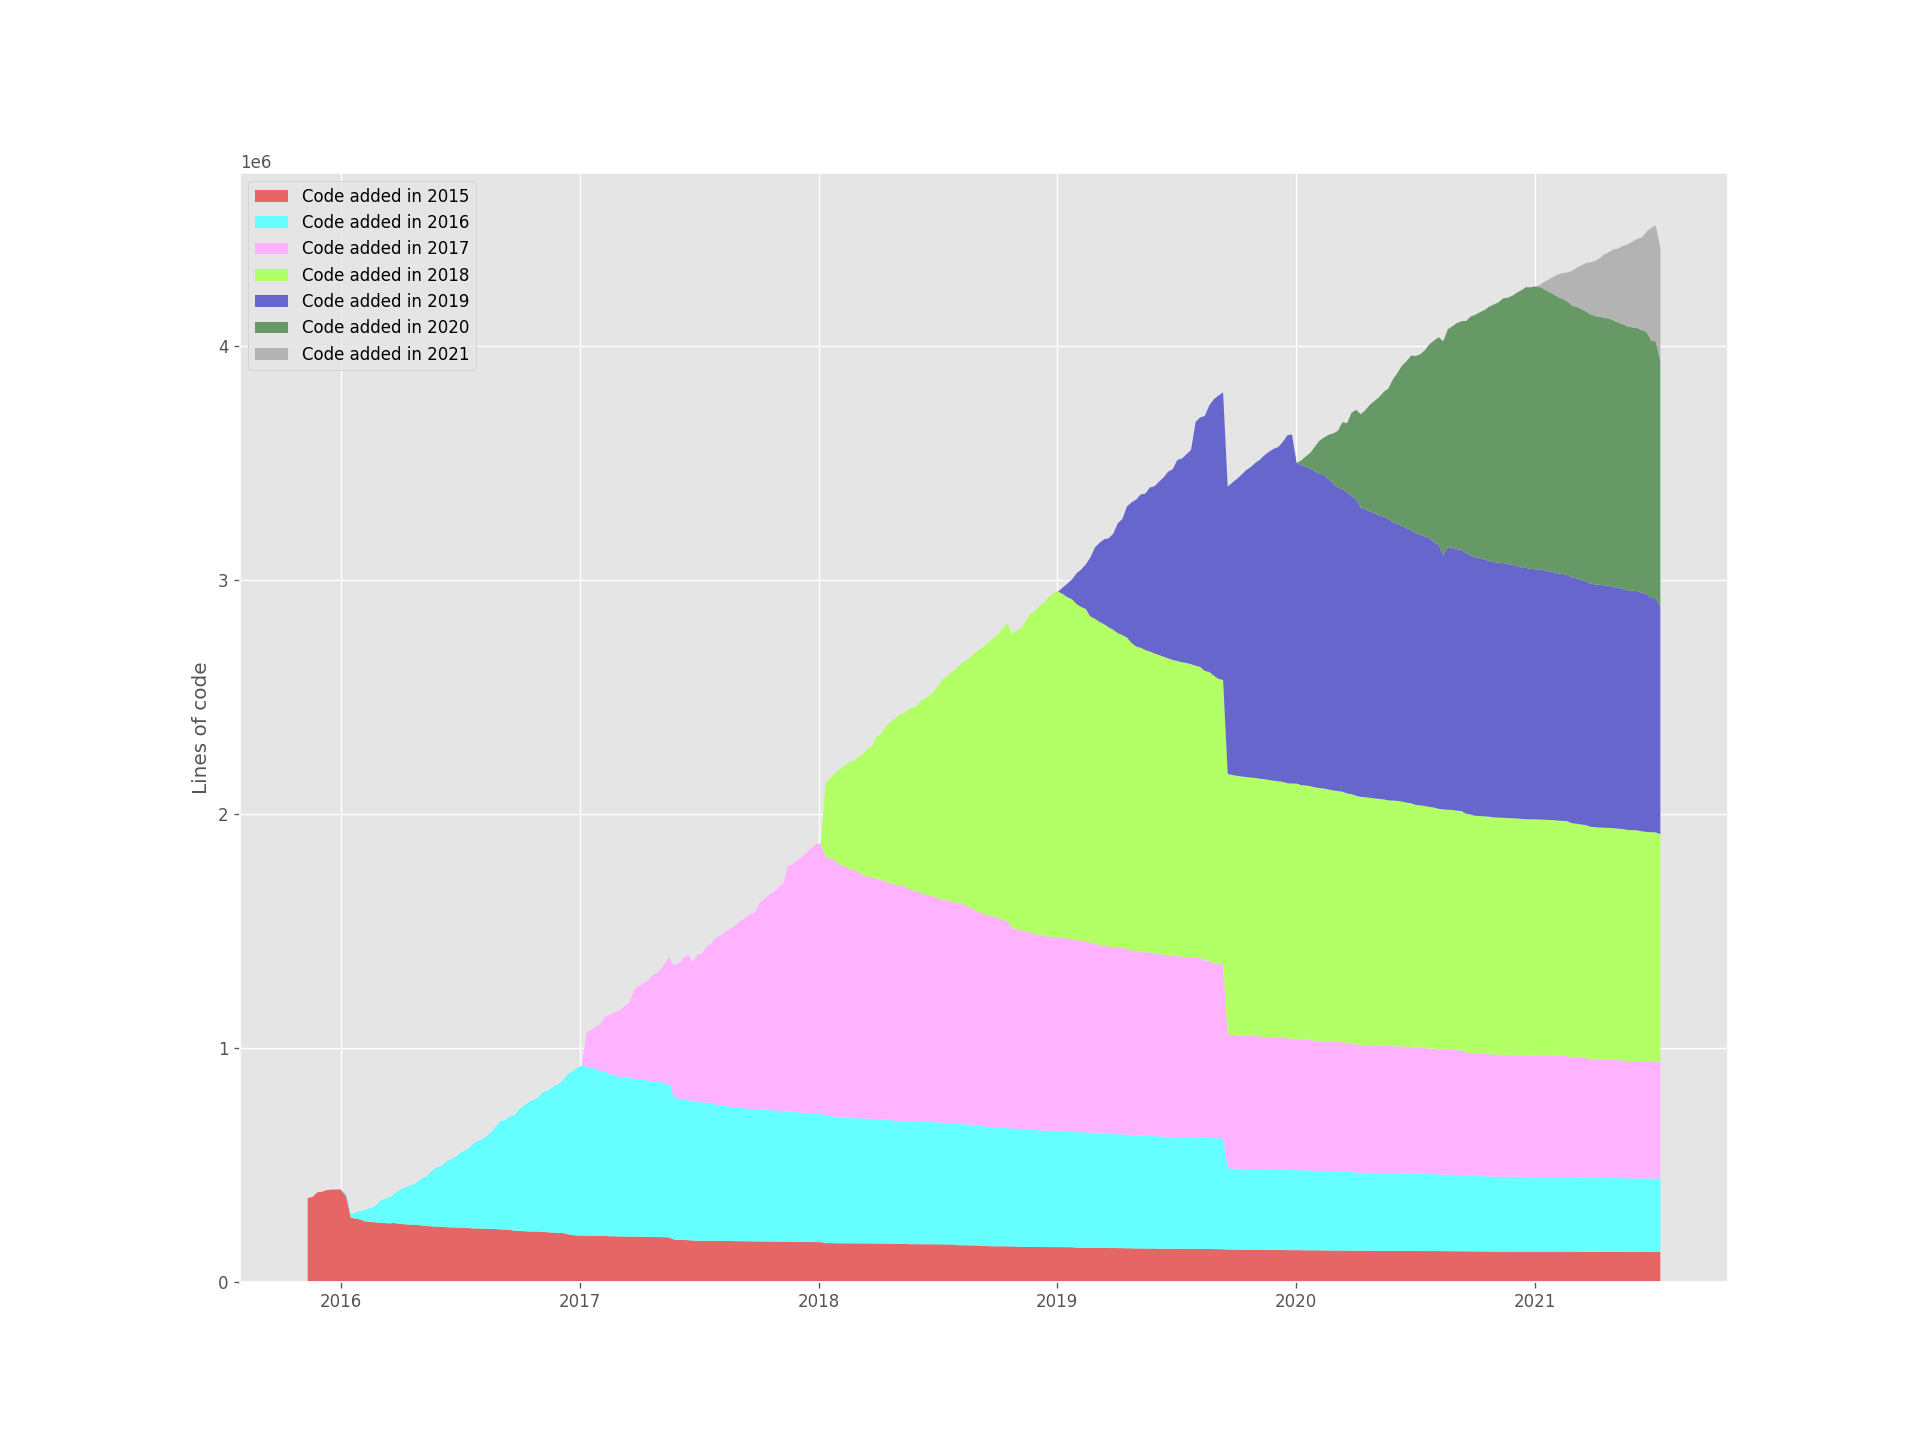 1e6
Code added in 2015
Code added in 2016
Code added in 2017
Code added in 2018
Code added in 2019
Code added in 2020
Code added in 2021
Lines of code
4
3
2
1
0
2016 2017 2018 2019 2020 2021